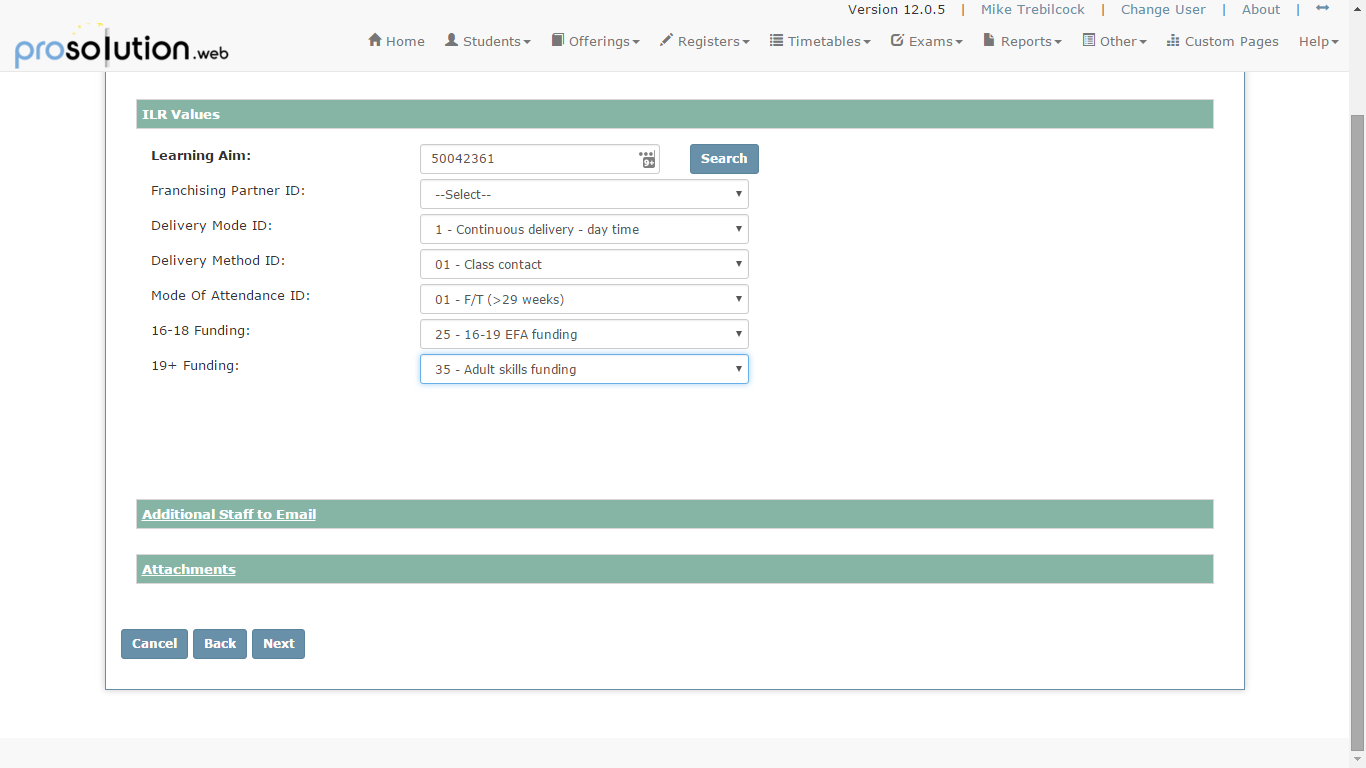 Version 12.0.5 | Mike Trebilcock | Change User | About |
prosolution.web
Home Students Offerings Registers Timetables Exams Reports Other Custom Pages Help
ILR Values
Learning Aim: 50042361 Search
Franchising Partner ID: --Select--
Delivery Mode ID: 1 - Continuous delivery - day time
Delivery Method ID: 01 - Class contact
Mode Of Attendance ID: 01 - F/T (>29 weeks)
16-18 Funding: 25 - 16-19 EFA funding
19+ Funding: 35 - Adult skills funding
Additional Staff to Email
Attachments
Cancel Back Next